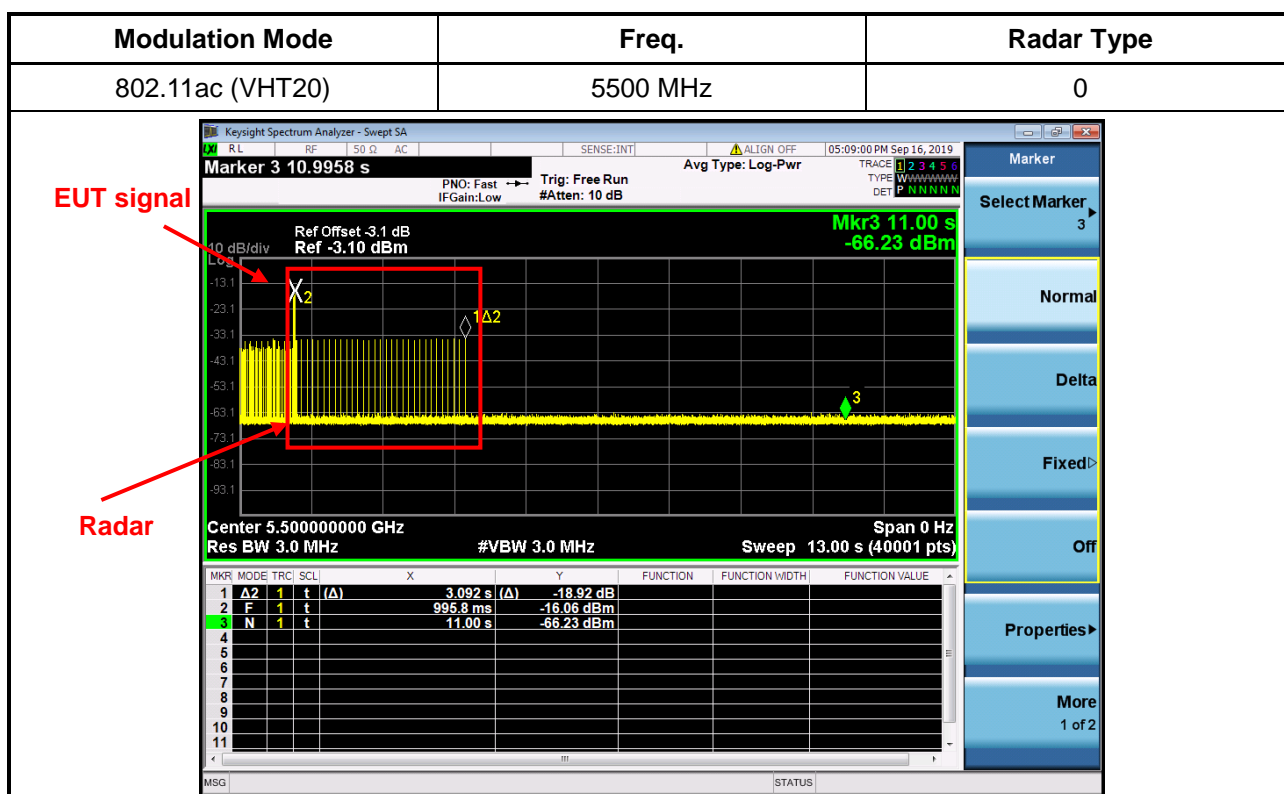 Modulation Mode Freq. Radar Type
802.11ac (VHT20) 5500 MHz 0
Keysight Spectrum Analyzer - Swept SA
LXI RL RF 50 Ω AC SENSE:INT ALIGN OFF 05:09:00 PM Sep 16, 2019
Marker 3 10.9958 s
PNO: Fast
IFGain:Low
Trig: Free Run
#Atten: 10 dB
Avg Type: Log-Pwr
TRACE 1 2 3 4 5 6
TYPE WWWWWW
DET P N N N N N
Marker
Select Marker
3
Normal
Delta
Fixed
Off
Properties
More
1 of 2
EUT signal
Radar
Ref Offset -3.1 dB
10 dB/div Ref -3.10 dBm
Log
Mkr3 11.00 s
-66.23 dBm
-13.1
-23.1
-33.1
-43.1
-53.1
-63.1
-73.1
-83.1
-93.1
2
1Δ2
3
Center 5.500000000 GHz Span 0 Hz
Res BW 3.0 MHz #VBW 3.0 MHz Sweep 13.00 s (40001 pts)
MKR MODE TRC SCL X Y FUNCTION FUNCTION WIDTH FUNCTION VALUE
1 Δ2 1 t (Δ) 3.092 s (Δ) -18.92 dB
2 F 1 t 995.8 ms -16.06 dBm
3 N 1 t 11.00 s -66.23 dBm
4
5
6
7
8
9
10
11
MSG STATUS